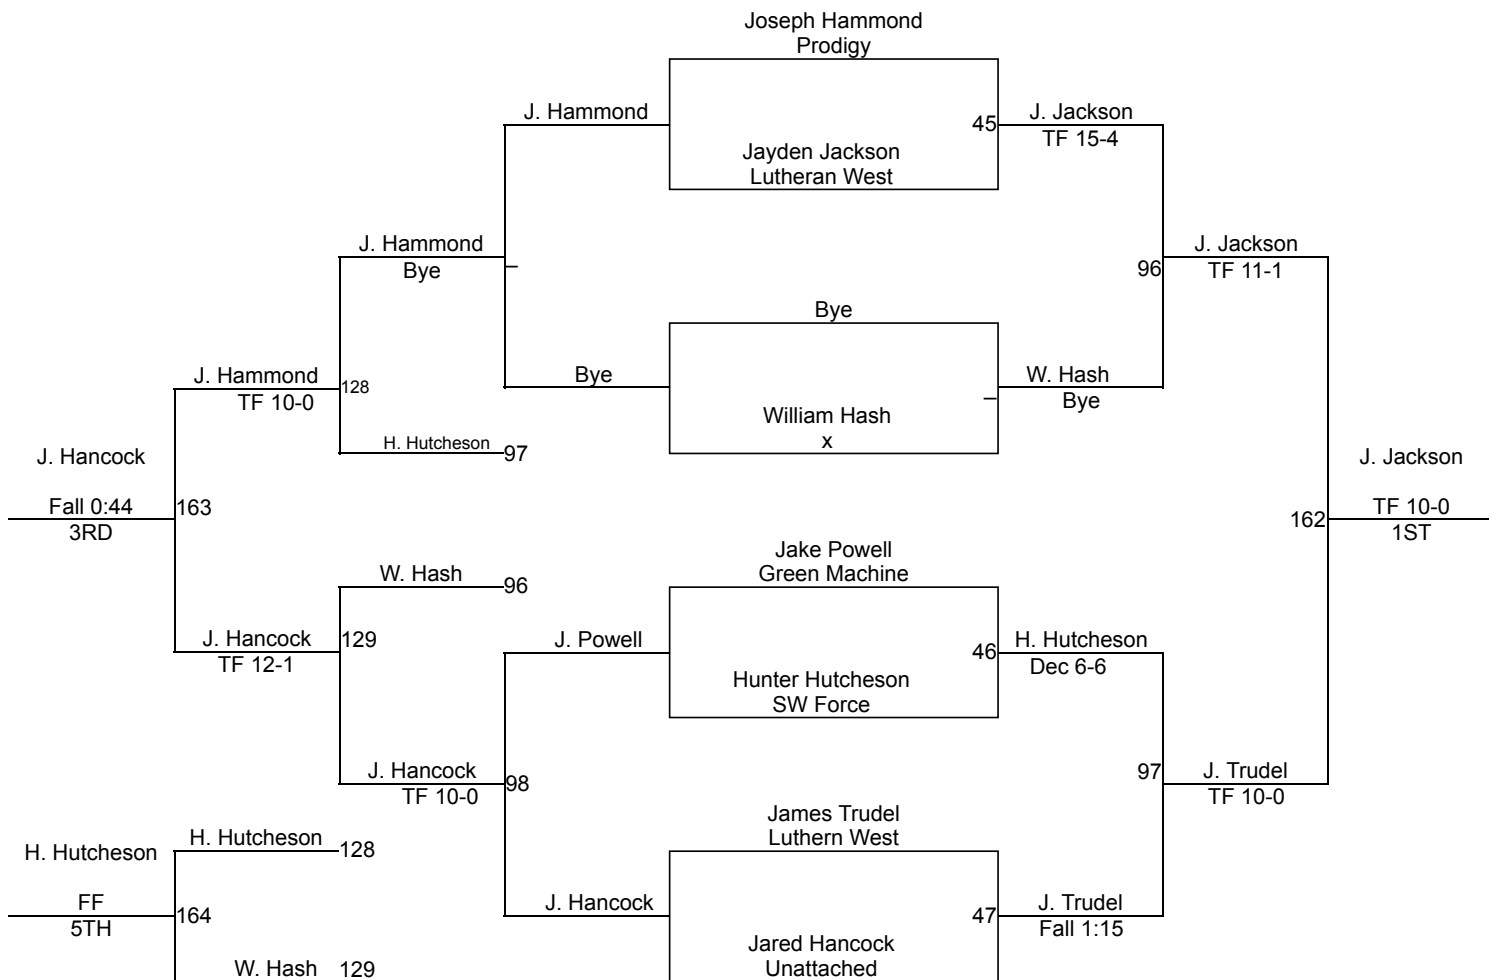 Joseph Hammond
Prodigy
J. Hammond
45
J. Jackson
TF 15-4
Jayden Jackson
Lutheran West
J. Hammond
Bye
–
96
J. Jackson
TF 11-1
Bye
J. Hammond
TF 10-0
128
Bye
–
W. Hash
Bye
William Hash
x
H. Hutcheson
97
J. Hancock
Fall 0:44
3RD
163
162
J. Jackson
TF 10-0
1ST
Jake Powell
Green Machine
W. Hash
96
J. Hancock
TF 12-1
129
J. Powell
46
H. Hutcheson
Dec 6-6
Hunter Hutcheson
SW Force
J. Hancock
TF 10-0
98
97
J. Trudel
TF 10-0
James Trudel
Luthern West
H. Hutcheson
FF
5TH
H. Hutcheson
128
164
J. Hancock
47
J. Trudel
Fall 1:15
Jared Hancock
Unattached
W. Hash
129